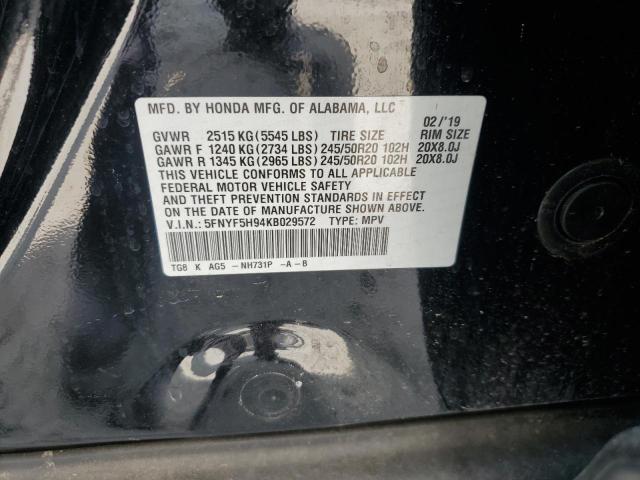 MFD. BY HONDA MFG. OF ALABAMA, LLC 02/'19
GVWR 2515 KG(5545 LBS) TIRE SIZE RIM SIZE
GAWR F 1240 KG(2734 LBS) 245/50R20 102H 20X8.0J
GAWR R 1345 KG(2965 LBS) 245/50R20 102H 20X8.0J
THIS VEHICLE CONFORMS TO ALL APPLICABLE
FEDERAL MOTOR VEHICLE SAFETY
AND THEFT PREVENTION STANDARDS IN EFFECT ON
THE DATE OF MANUFACTURE SHOWN ABOVE.
V.I.N.: 5FNYF5H94KB029572 TYPE: MPV
TG8 K AG5 -NH731P -A-B